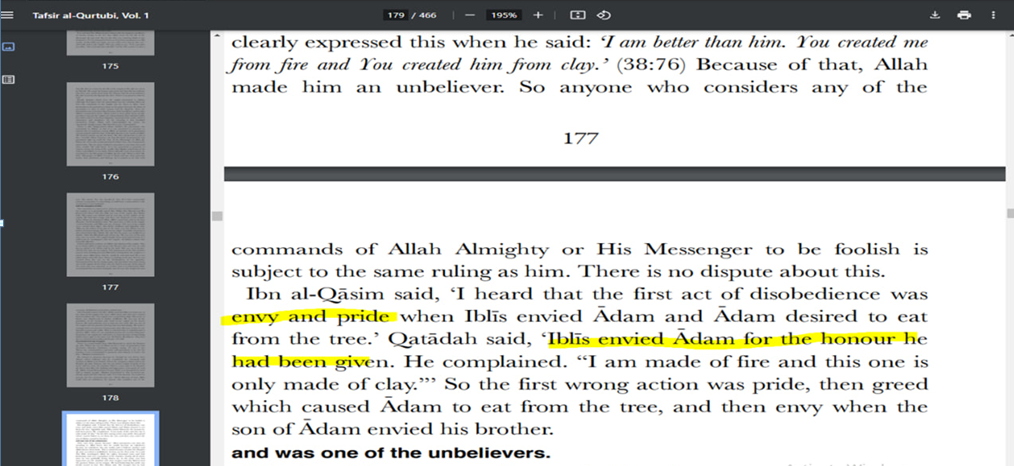 Tafsir al-Qurtubi, Vol. 1
179 / 466
195%
175
176
177
178
clearly expressed this when he said: ‘I am better than him. You created me
from fire and You created him from clay.’ (38:76) Because of that, Allah
made him an unbeliever. So anyone who considers any of the
177
commands of Allah Almighty or His Messenger to be foolish is
subject to the same ruling as him. There is no dispute about this.
Ibn al-Qāsim said, ‘I heard that the first act of disobedience was
envy and pride when Iblīs envied Ādam and Ādam desired to eat
from the tree.’ Qatādah said, ‘Iblīs envied Ādam for the honour he
had been given. He complained. “I am made of fire and this one is
only made of clay.”’ So the first wrong action was pride, then greed
which caused Ādam to eat from the tree, and then envy when the
son of Ādam envied his brother.
and was one of the unbelievers.